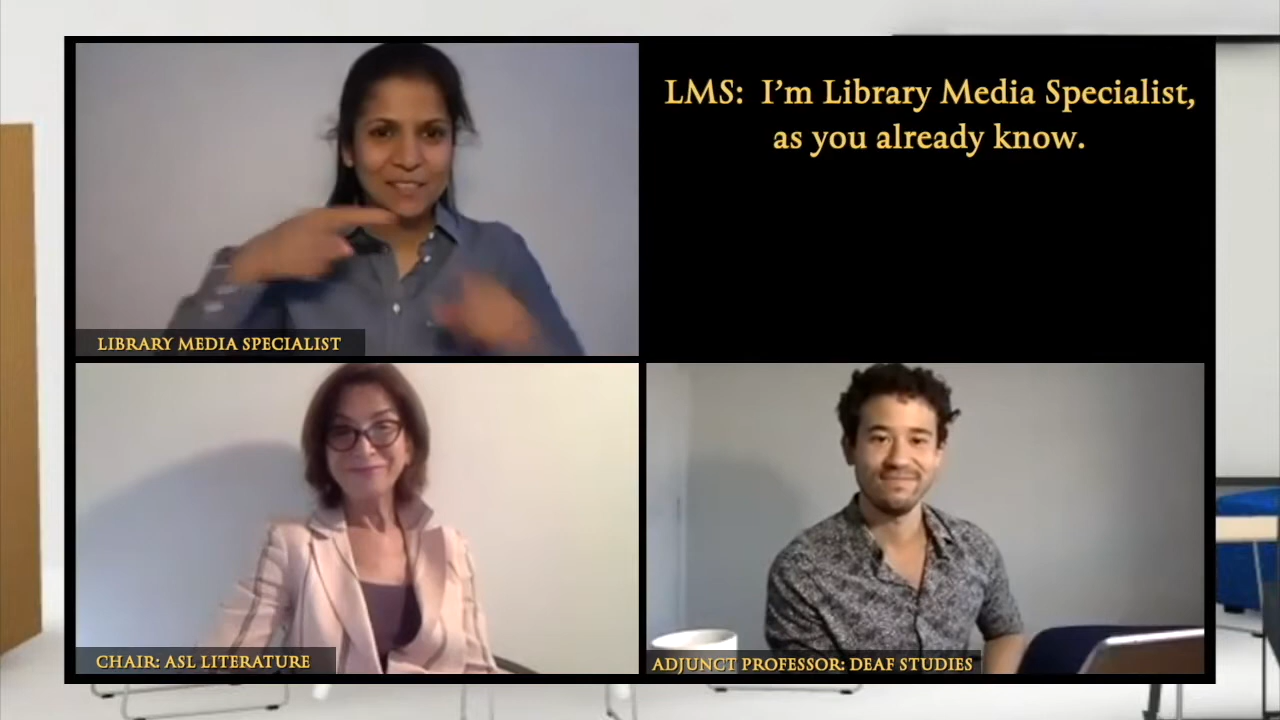 LMS: I'm Library Media Specialist,
as you already know.
LIBRARY MEDIA SPECIALIST
CHAIR: ASL LITERATURE
ADJUNCT PROFESSOR: DEAF STUDIES